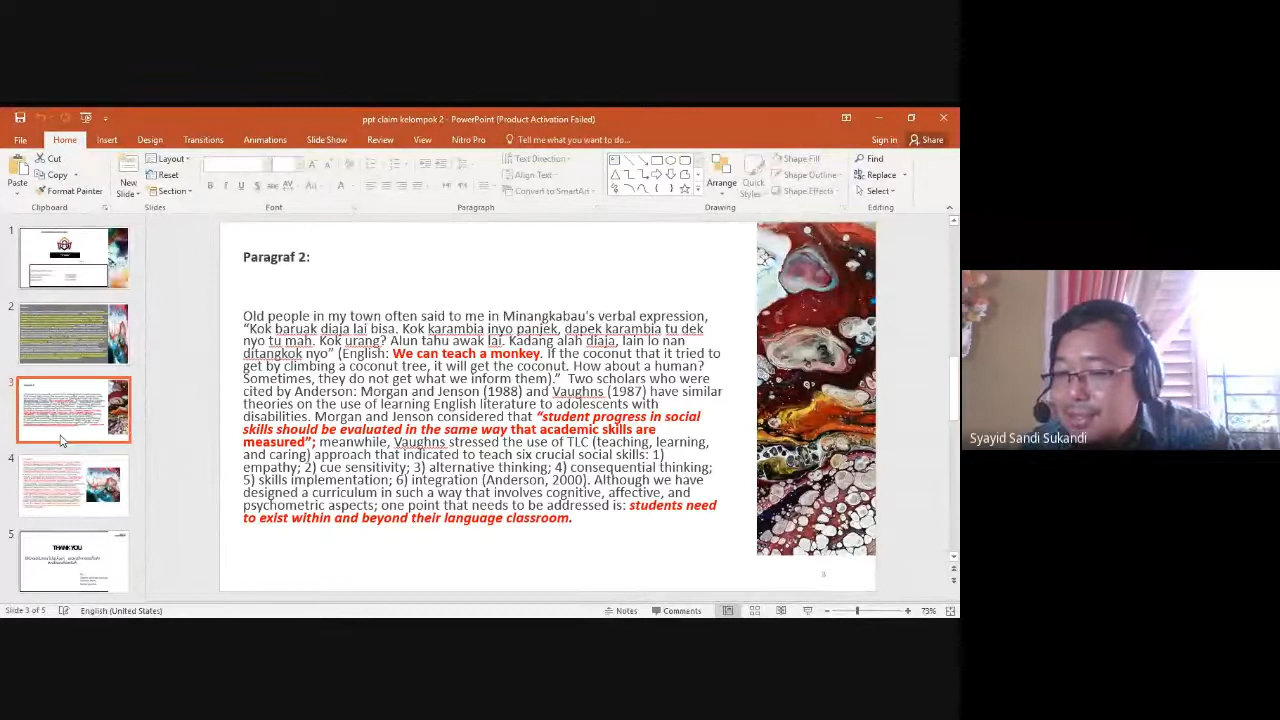 ppt claim kelompok 2 - PowerPoint (Product Activation Failed)
File Home Insert Design Transitions Animations Slide Show Review View Nitro Pro Tell me what you want to do... Sign in Share
Paste
Cut
Copy
Format Painter
Clipboard
New Slide
Layout
Reset
Section
Slides
Font
Text Direction
Align Text
Convert to SmartArt
Paragraph
Arrange
Quick Styles
Shape Fill
Shape Outline
Shape Effects
Drawing
Find
Replace
Select
Editing
1
2
3
4
5
THANK YOU
Paragraf 2:
Old people in my town often said to me in Minangkabau's verbal expression,
“Kok baruak diaja lai bisa. Kok karambia inyo panjek, dapek karambia tu dek
nyo tu mah. Kok urang? Alun tahu awak lai. Kadang alah diaja, lain lo nan
ditangkok nyo” (English: We can teach a monkey. If the coconut that it tried to
get by climbing a coconut tree, it will get the coconut. How about a human?
Sometimes, they do not get what we inform them).” Two scholars who were
cited by Anderson: Morgan and Jenson (1988) and Vaughns (1987) have similar
theories on the use of learning English literature to adolescents with
disabilities. Morgan and Jenson considered that “student progress in social
skills should be evaluated in the same way that academic skills are
measured”; meanwhile, Vaughns stressed the use of TLC (teaching, learning,
and caring) approach that indicated to teach six crucial social skills: 1)
empathy; 2) goal sensitivity; 3) alternate thinking; 4) consequential thinking;
5) skills implementation; 6) integration (Anderson, 2000). Although we have
designed a curriculum in such a way that it involves cognitive, affective, and
psychometric aspects; one point that needs to be addressed is: students need
to exist within and beyond their language classroom.
3
Slide 3 of 5 English (United States) Notes Comments 73%
Syayid Sandi Sukandi